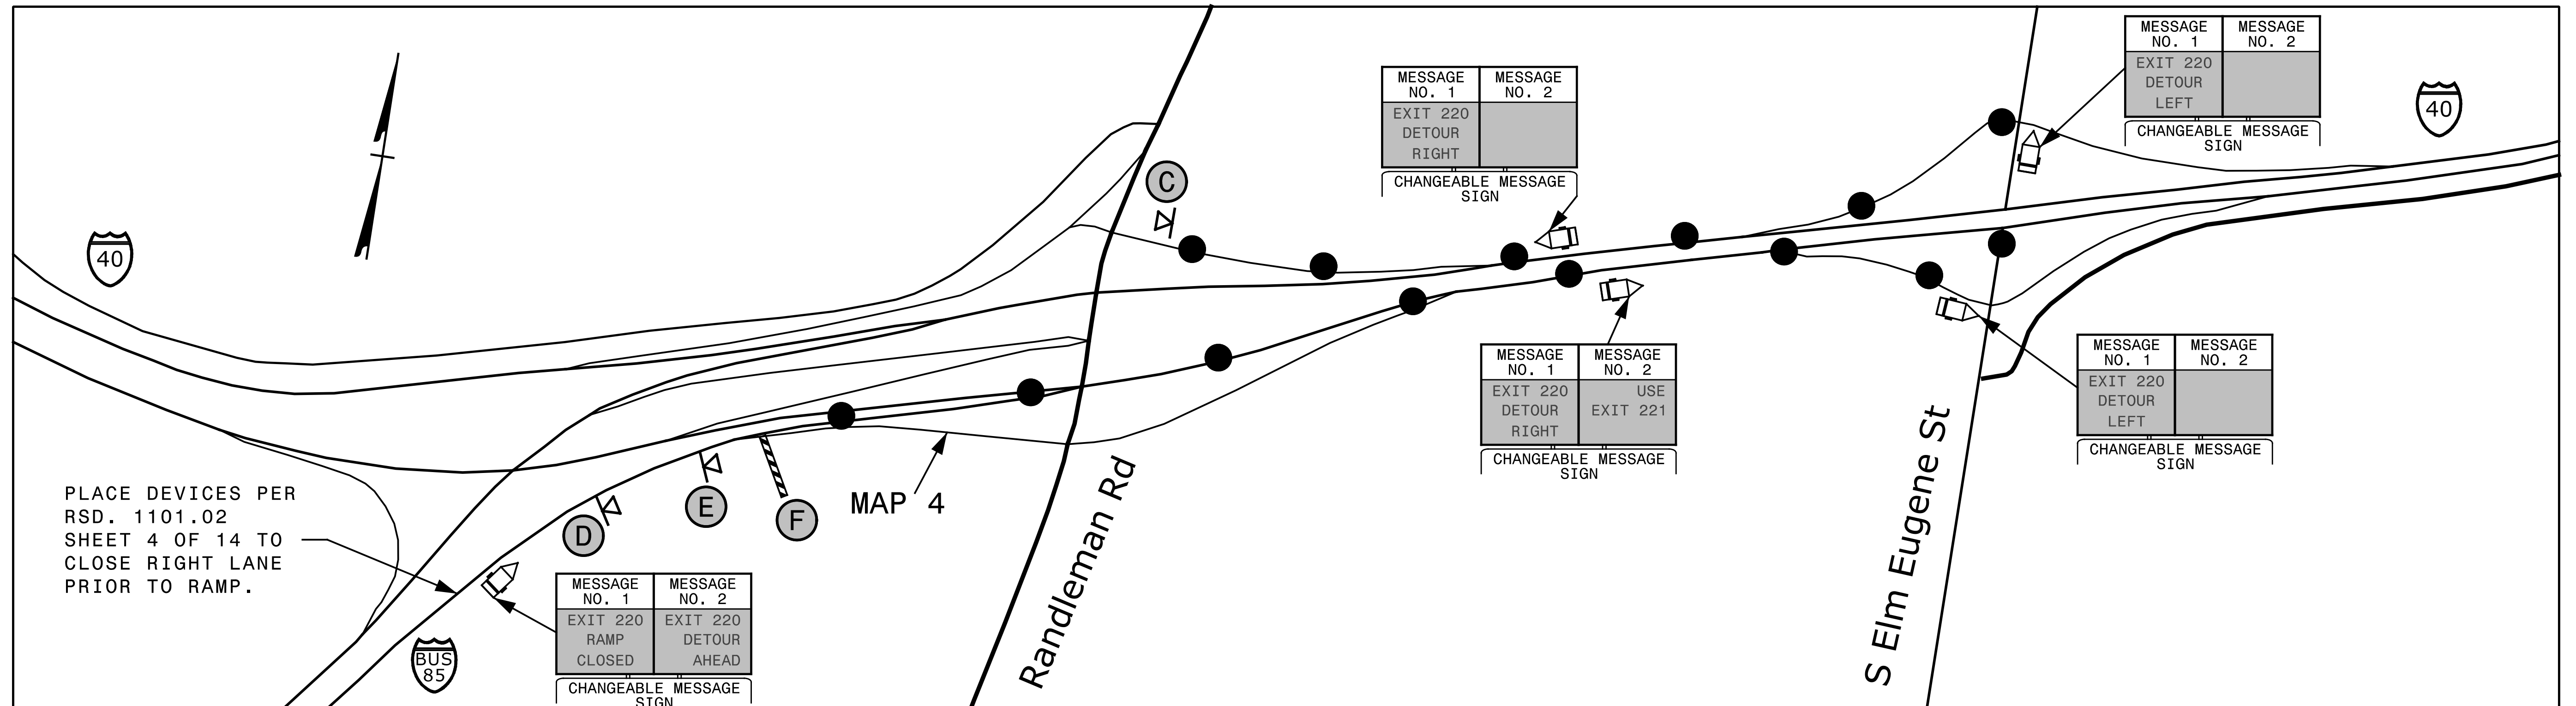 MESSAGE NO. 1
MESSAGE NO. 2
EXIT 220
DETOUR
LEFT
CHANGEABLE MESSAGE
SIGN
40
MESSAGE NO. 1
MESSAGE NO. 2
EXIT 220
DETOUR
RIGHT
CHANGEABLE MESSAGE
SIGN
C
40
MESSAGE NO. 1
MESSAGE NO. 2
EXIT 220
DETOUR
RIGHT
USE
EXIT 221
CHANGEABLE MESSAGE
SIGN
MESSAGE NO. 1
MESSAGE NO. 2
EXIT 220
DETOUR
LEFT
CHANGEABLE MESSAGE
SIGN
PLACE DEVICES PER
RSD. 1101.02
SHEET 4 OF 14 TO
CLOSE RIGHT LANE
PRIOR TO RAMP.
D
E
F
MAP 4
Randleman Rd
S Elm Eugene St
BUS
85
MESSAGE NO. 1
MESSAGE NO. 2
EXIT 220
RAMP
CLOSED
EXIT 220
DETOUR
AHEAD
CHANGEABLE MESSAGE
SIGN